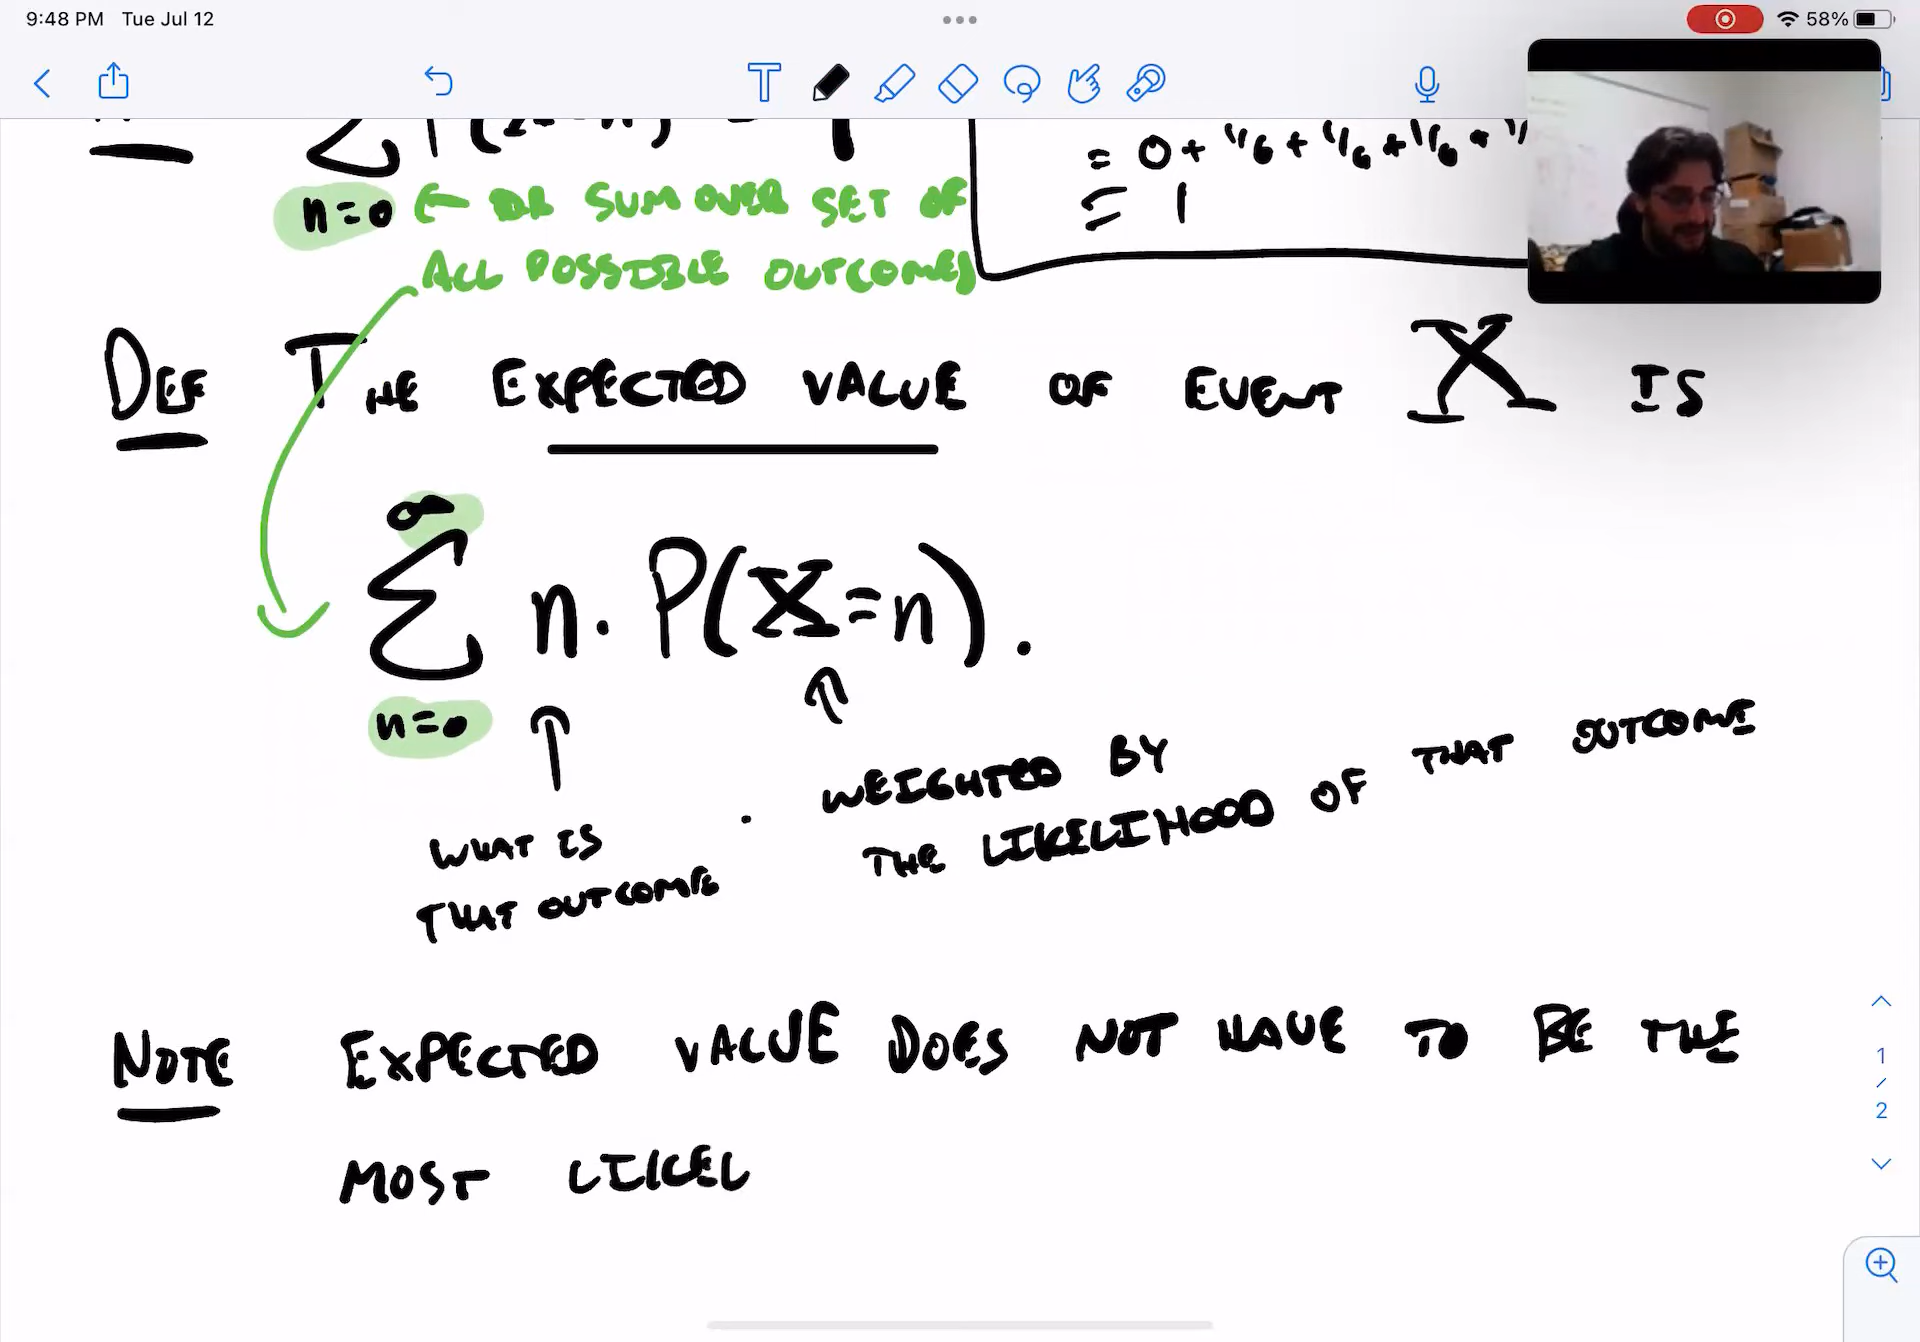 9:48 PM Tue Jul 12
58%
= 0 + 1/6 + 1/6 + 1/6 +
n=0 ← OR SUM OVER SET OF
= 1
ALL POSSIBLE OUTCOMES
DEF THE EXPECTED VALUE OF EVENT X IS
∞
Σ n · P(X=n).
n=0
WHAT IS
THAT OUTCOME
·
WEIGHTED BY
THE LIKELIHOOD OF THAT OUTCOME
NOTE EXPECTED VALUE DOES NOT HAVE TO BE THE
MOST LIKEL
1
/
2